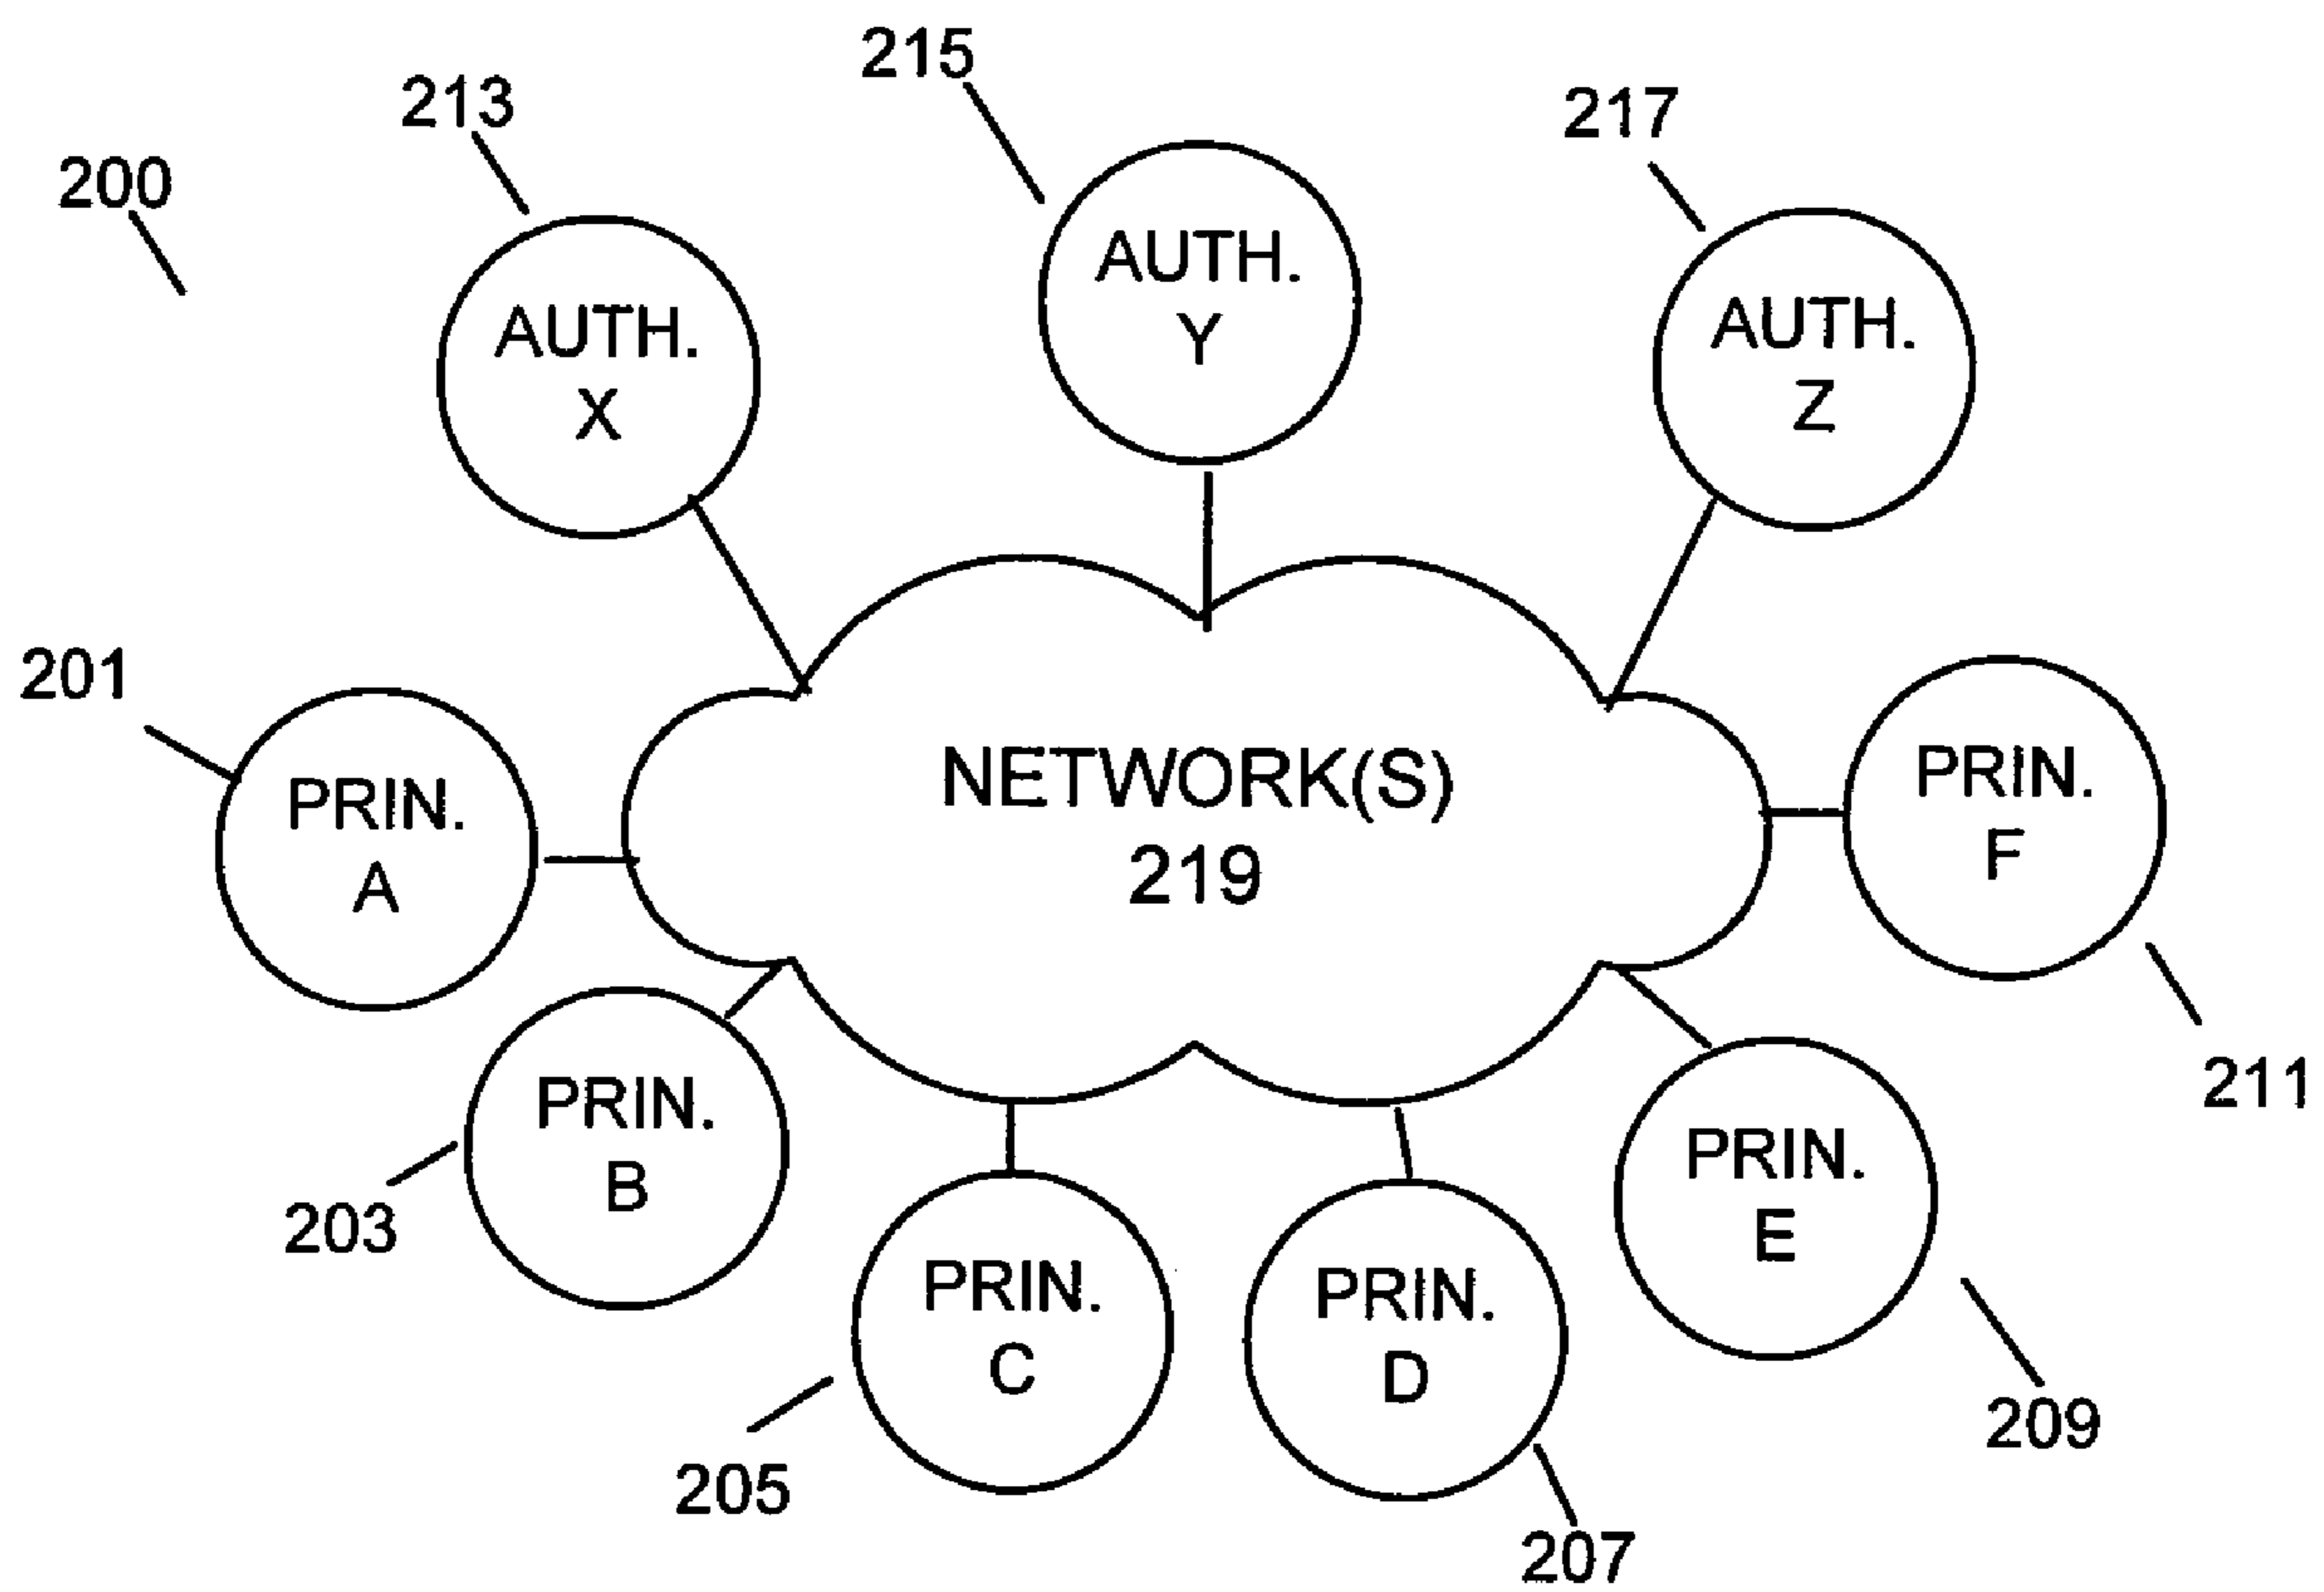 215
213
217
200
AUTH.
Y
AUTH.
X
AUTH.
Z
201
NETWORK(S)
219
PRIN.
A
PRIN.
F
PRIN.
B
203
PRIN.
C
205
PRIN.
D
207
PRIN.
E
209
211